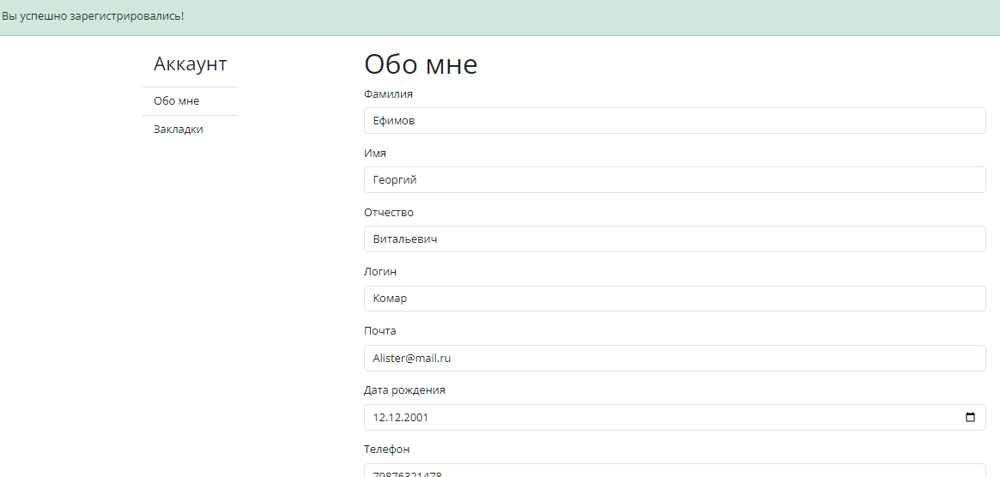 Вы успешно зарегистрировались!
Аккаунт
Обо мне
Закладки
Обо мне
Фамилия
Ефимов
Имя
Георгий
Отчество
Витальевич
Логин
Комар
Почта
Alister@mail.ru
Дата рождения
12.12.2001
Телефон
79876321478